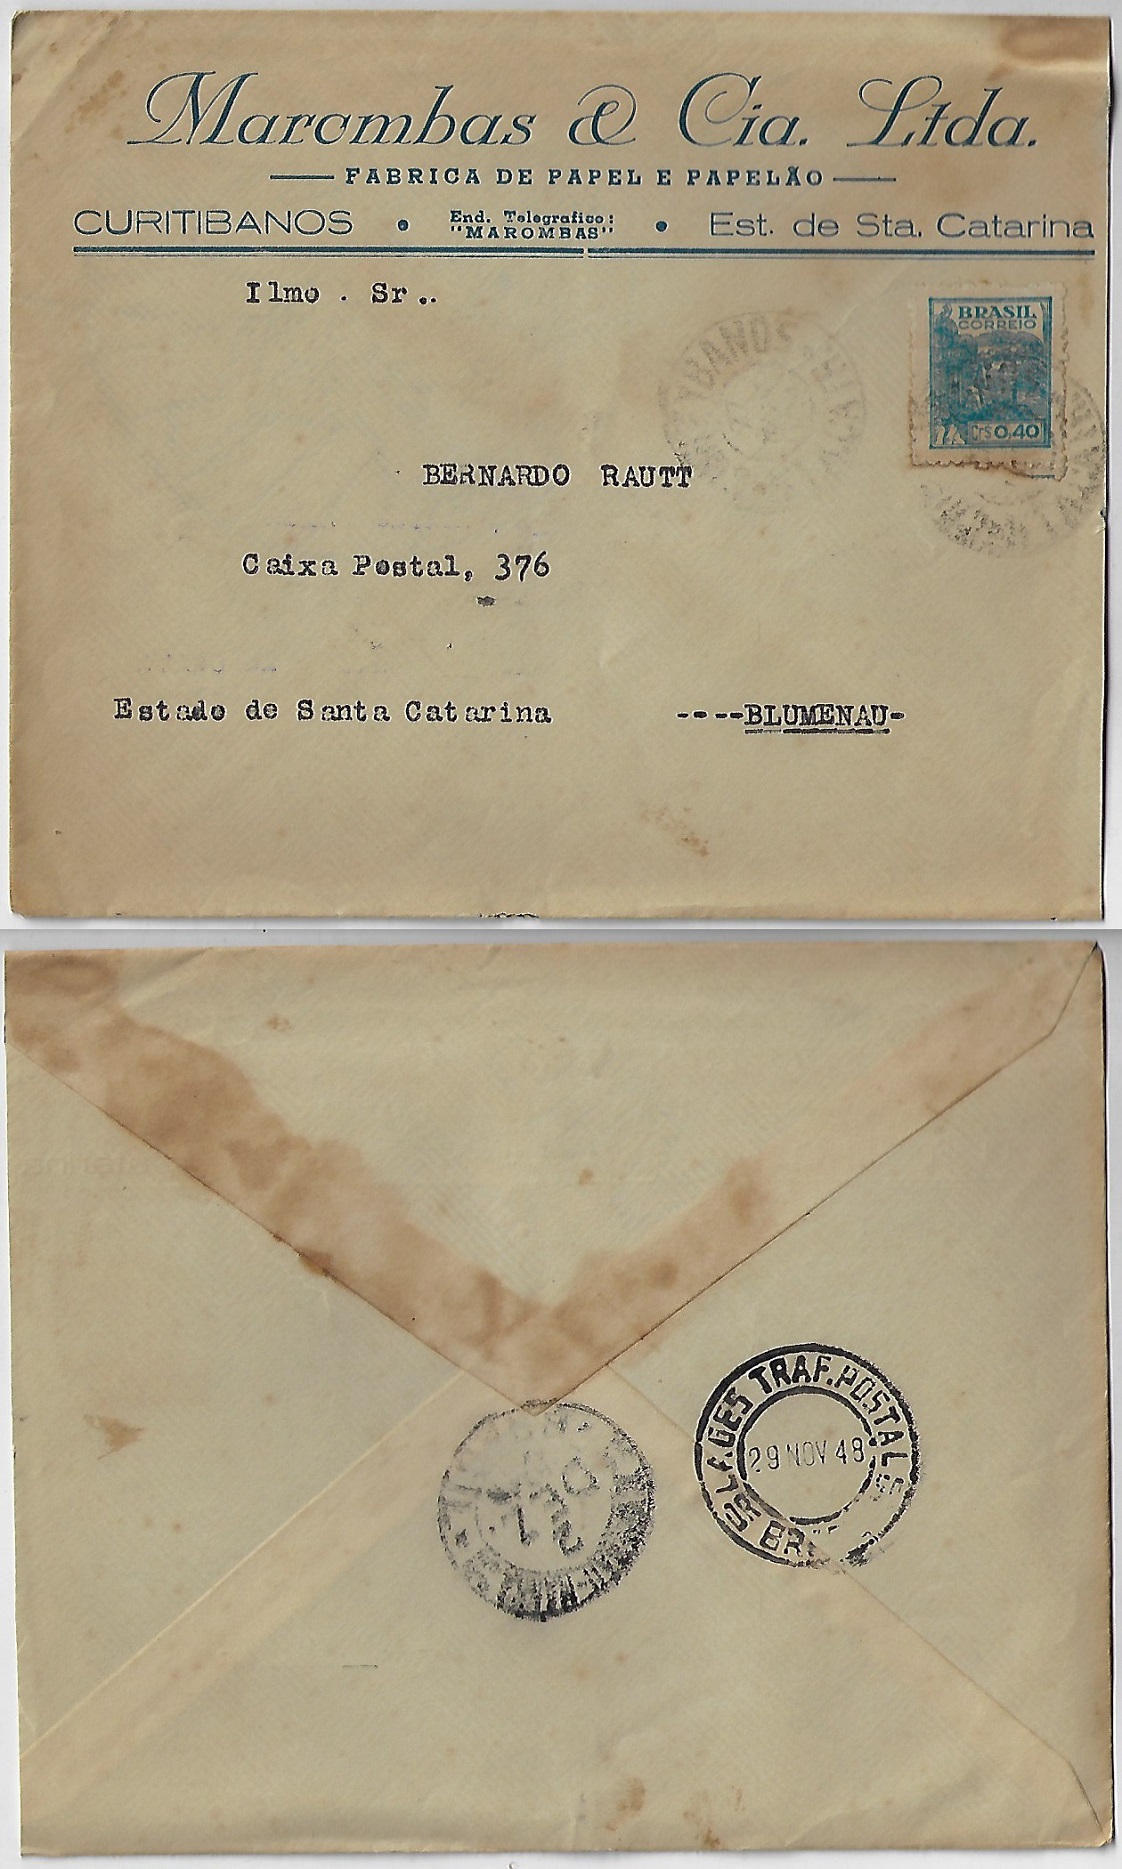 Marombas & Cia. Ltda.
FABRICA DE PAPEL E PAPELÃO
CURITIBANOS • End. Telegrafico: "MAROMBAS" • Est. de Sta. Catarina
Ilmo . Sr..
BRASIL
CORREIO
Cr$ 0,40
BERNARDO RAUTT
Caixa Postal, 376
Estado de Santa Catarina ----BLUMENAU-
LAGES TRAF. POSTAL
29 NOV 48